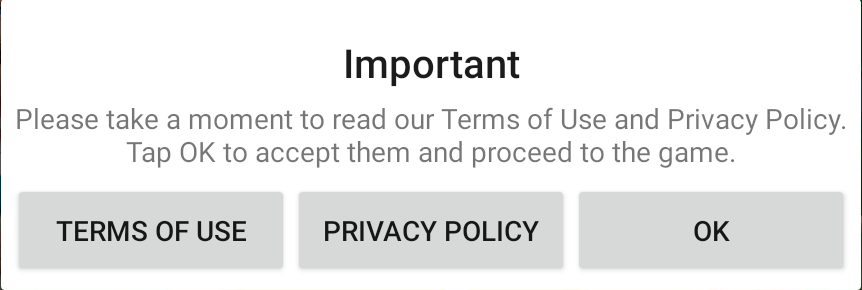 Important
Please take a moment to read our Terms of Use and Privacy Policy.
Tap OK to accept them and proceed to the game.
TERMS OF USE
PRIVACY POLICY
OK